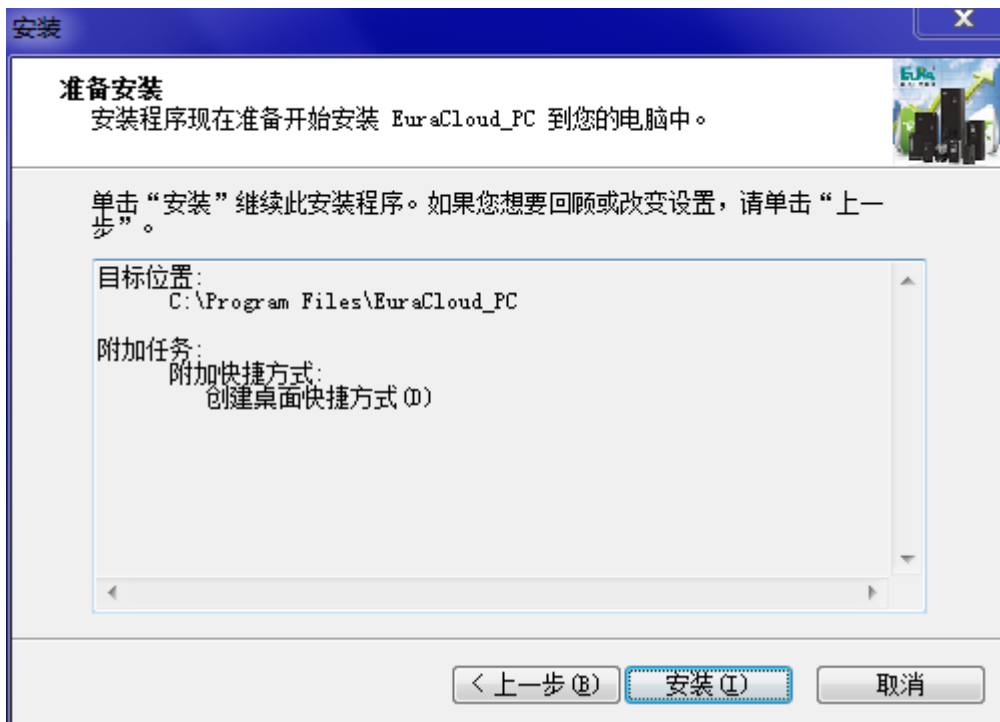 安装
X
准备安装
安装程序现在准备开始安装 EuraCloud_PC 到您的电脑中。
EURA
单击“安装”继续此安装程序。如果您想要回顾或改变设置，请单击“上一
步”。
目标位置:
C:\Program Files\EuraCloud_PC
附加任务:
附加快捷方式:
创建桌面快捷方式(D)
< 上一步(B)
安装(I)
取消